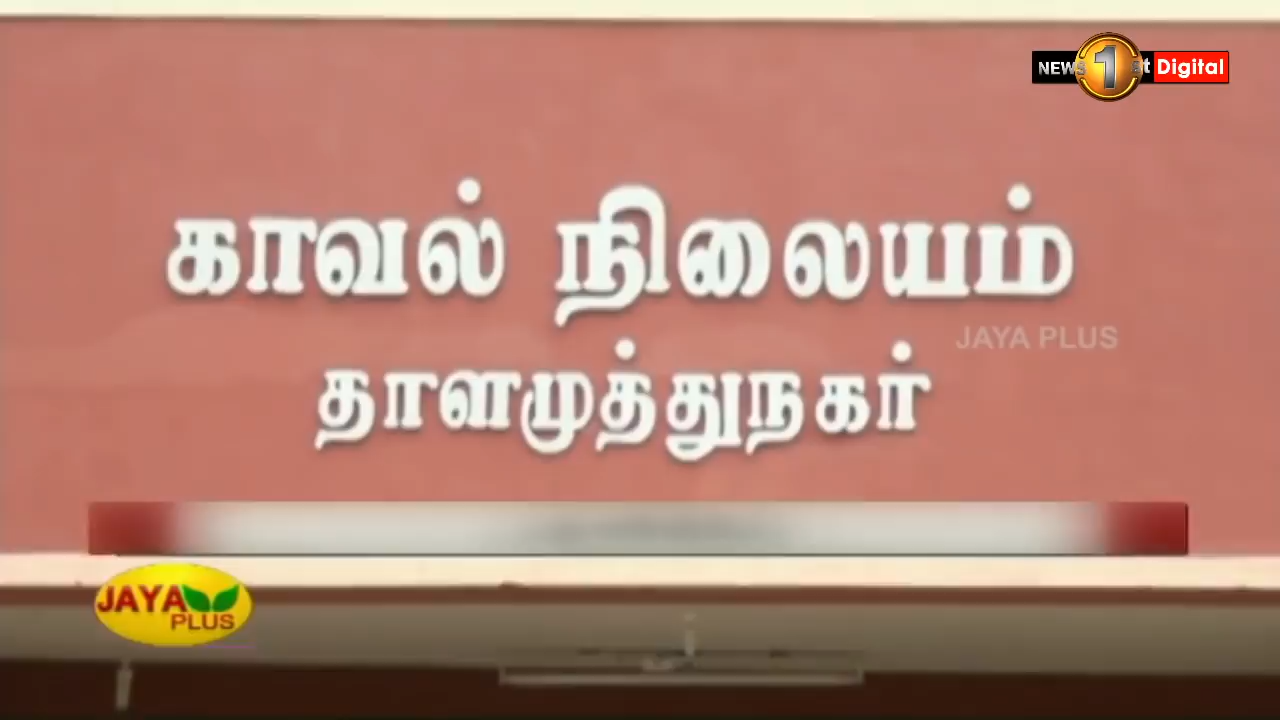 NEWS 1st Digital
காவல் நிலையம்
JAYA PLUS
தாளமுத்துநகர்
JAYA
PLUS